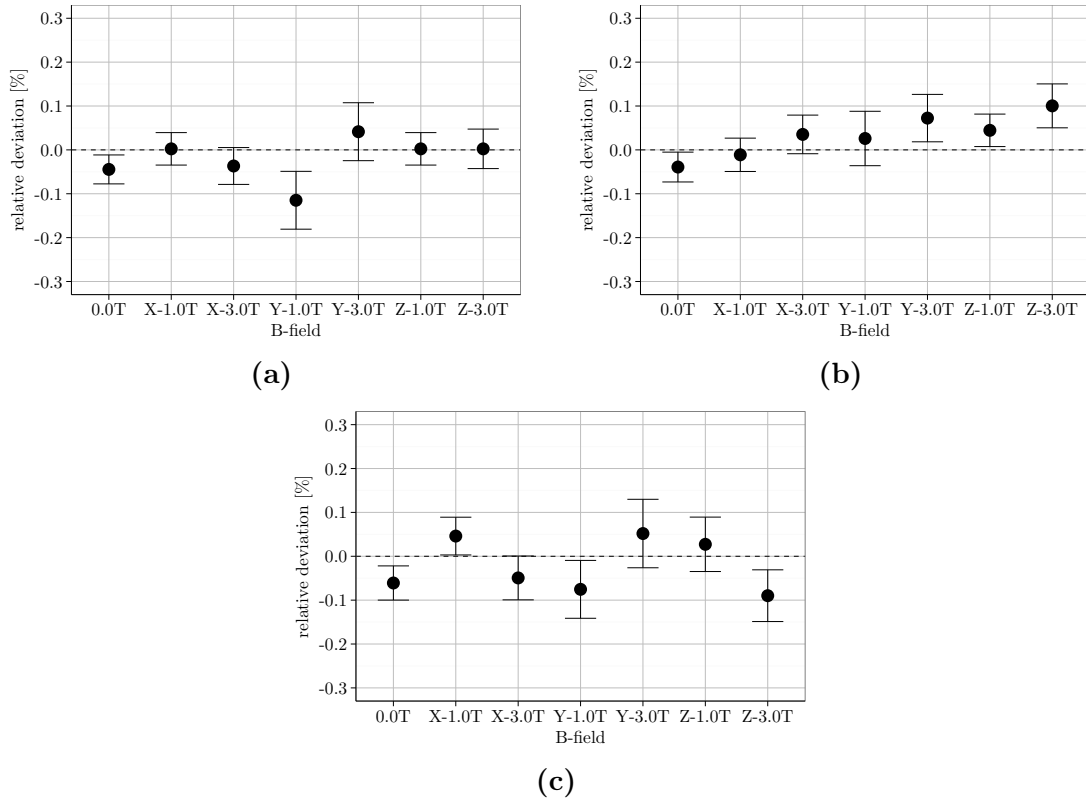 0.3
0.2
0.1
0.0
-0.1
-0.2
-0.3
relative deviation [%]
0.0T X-1.0T X-3.0T Y-1.0T Y-3.0T Z-1.0T Z-3.0T
B-field
(a)
0.3
0.2
0.1
0.0
-0.1
-0.2
-0.3
relative deviation [%]
0.0T X-1.0T X-3.0T Y-1.0T Y-3.0T Z-1.0T Z-3.0T
B-field
(b)
0.3
0.2
0.1
0.0
-0.1
-0.2
-0.3
relative deviation [%]
0.0T X-1.0T X-3.0T Y-1.0T Y-3.0T Z-1.0T Z-3.0T
B-field
(c)